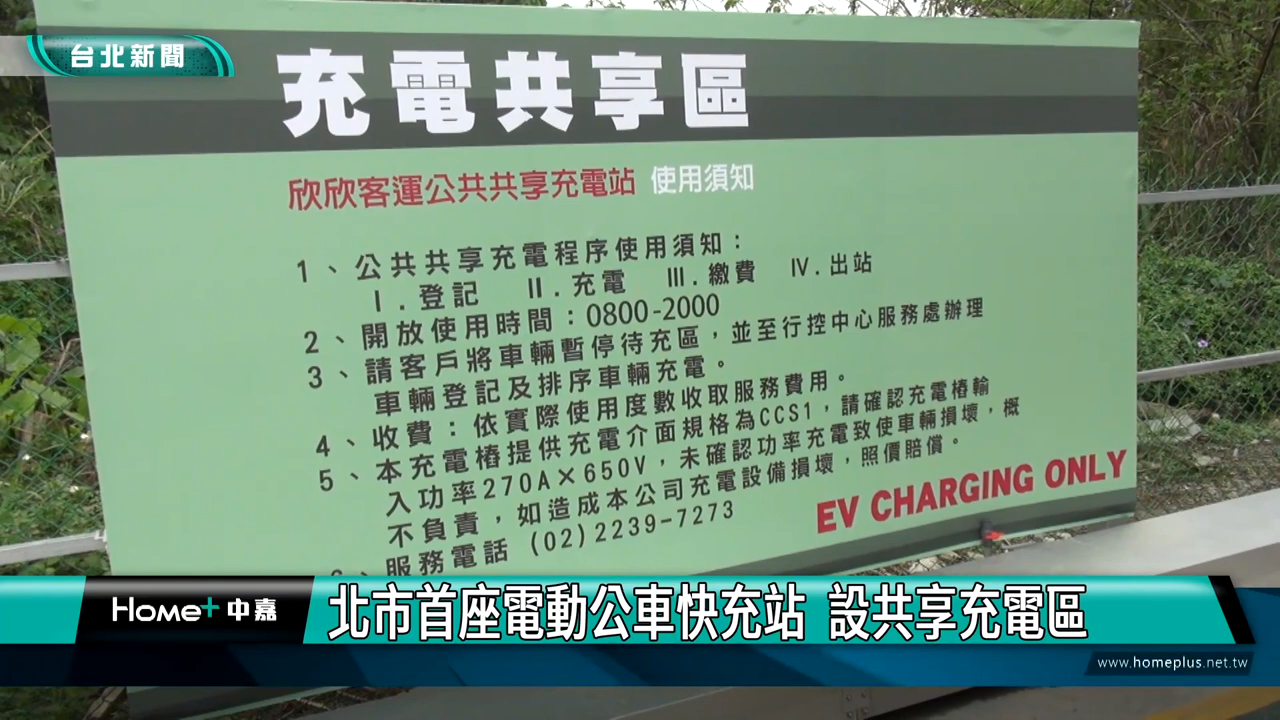 台北新聞
充電共享區
欣欣客運公共共享充電站 使用須知
1、公共共享充電程序使用須知：
Ⅰ.登記 Ⅱ.充電 Ⅲ.繳費 Ⅳ.出站
2、開放使用時間：0800-2000
3、請客戶將車輛暫停待充區，並至行控中心服務處辦理
車輛登記及排序車輛充電。
4、收費：依實際使用度數收取服務費用。
5、本充電樁提供充電介面規格為CCS1，請確認充電樁輸
入功率270A×650V，未確認功率充電致使車輛損壞，概
不負責，如造成本公司充電設備損壞，照價賠償。
、服務電話 (02)2239-7273
EV CHARGING ONLY
Home+中嘉
北市首座電動公車快充站 設共享充電區
www.homeplus.net.tw